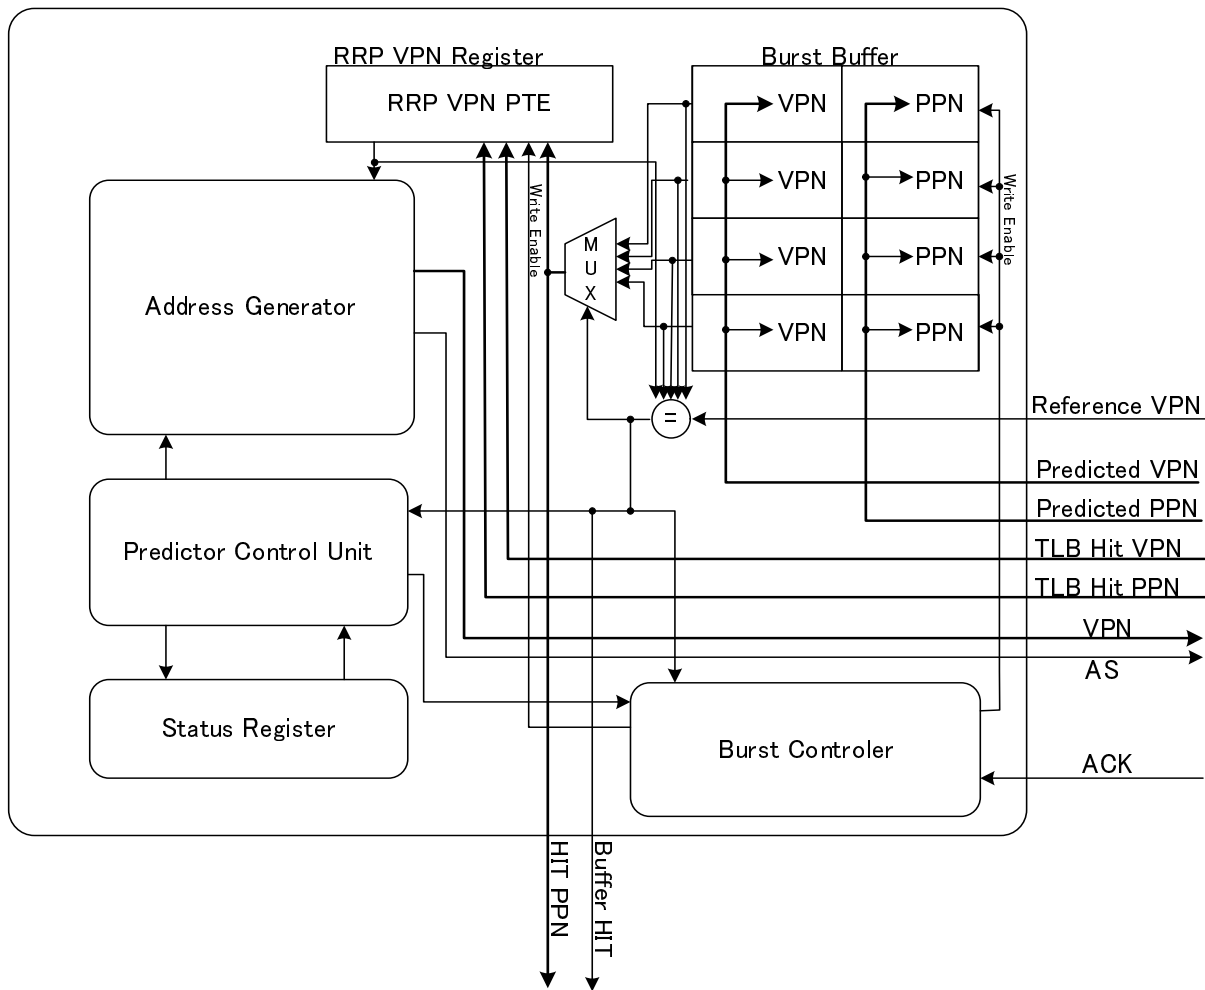 RRP VPN Register
Burst Buffer
RRP VPN PTE
VPN
PPN
VPN
PPN
Write Enable
Write Enable
M
U
X
VPN
PPN
Address Generator
VPN
PPN
=
Reference VPN
Predicted VPN
Predicted PPN
Predictor Control Unit
TLB Hit VPN
TLB Hit PPN
VPN
AS
Status Register
Burst Controler
ACK
HIT PPN
Buffer HIT